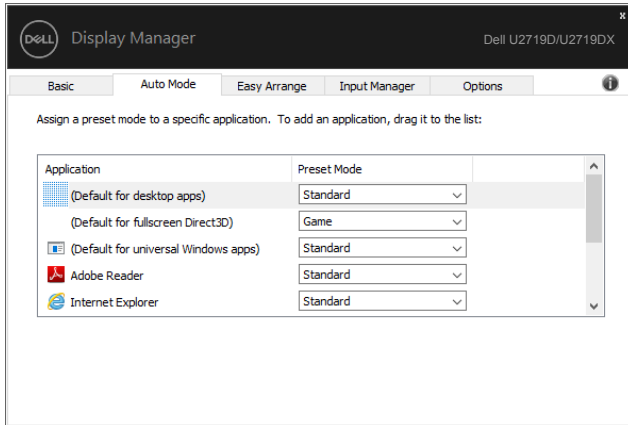 x
DELL Display Manager Dell U2719D/U2719DX
Basic Auto Mode Easy Arrange Input Manager Options
Assign a preset mode to a specific application. To add an application, drag it to the list:
Application Preset Mode
(Default for desktop apps) Standard
(Default for fullscreen Direct3D) Game
(Default for universal Windows apps) Standard
Adobe Reader Standard
Internet Explorer Standard